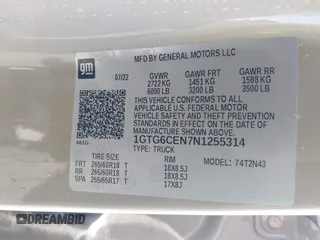 gm
MFD BY GENERAL MOTORS LLC
07/22
GVWR GAWR FRT GAWR RR
2722 KG 1451 KG 1588 KG
6000 LB 3200 LB 3500 LB
THIS VEHICLE CONFORMS TO ALL
APPLICABLE U.S. FEDERAL MOTOR
VEHICLE SAFETY AND THEFT
PREVENTION STANDARDS IN
EFFECT ON THE DATE OF
MANUFACTURE SHOWN ABOVE.
1GTG6CEN7N1255314
TYPE: TRUCK
MODEL: 74T2N43
TIRE SIZE RIM
FRT 265/60R18 T 18X8.5J
RR 265/60R18 T 18X8.5J
SPA 255/65R17 T 17X8J
DREAMBID